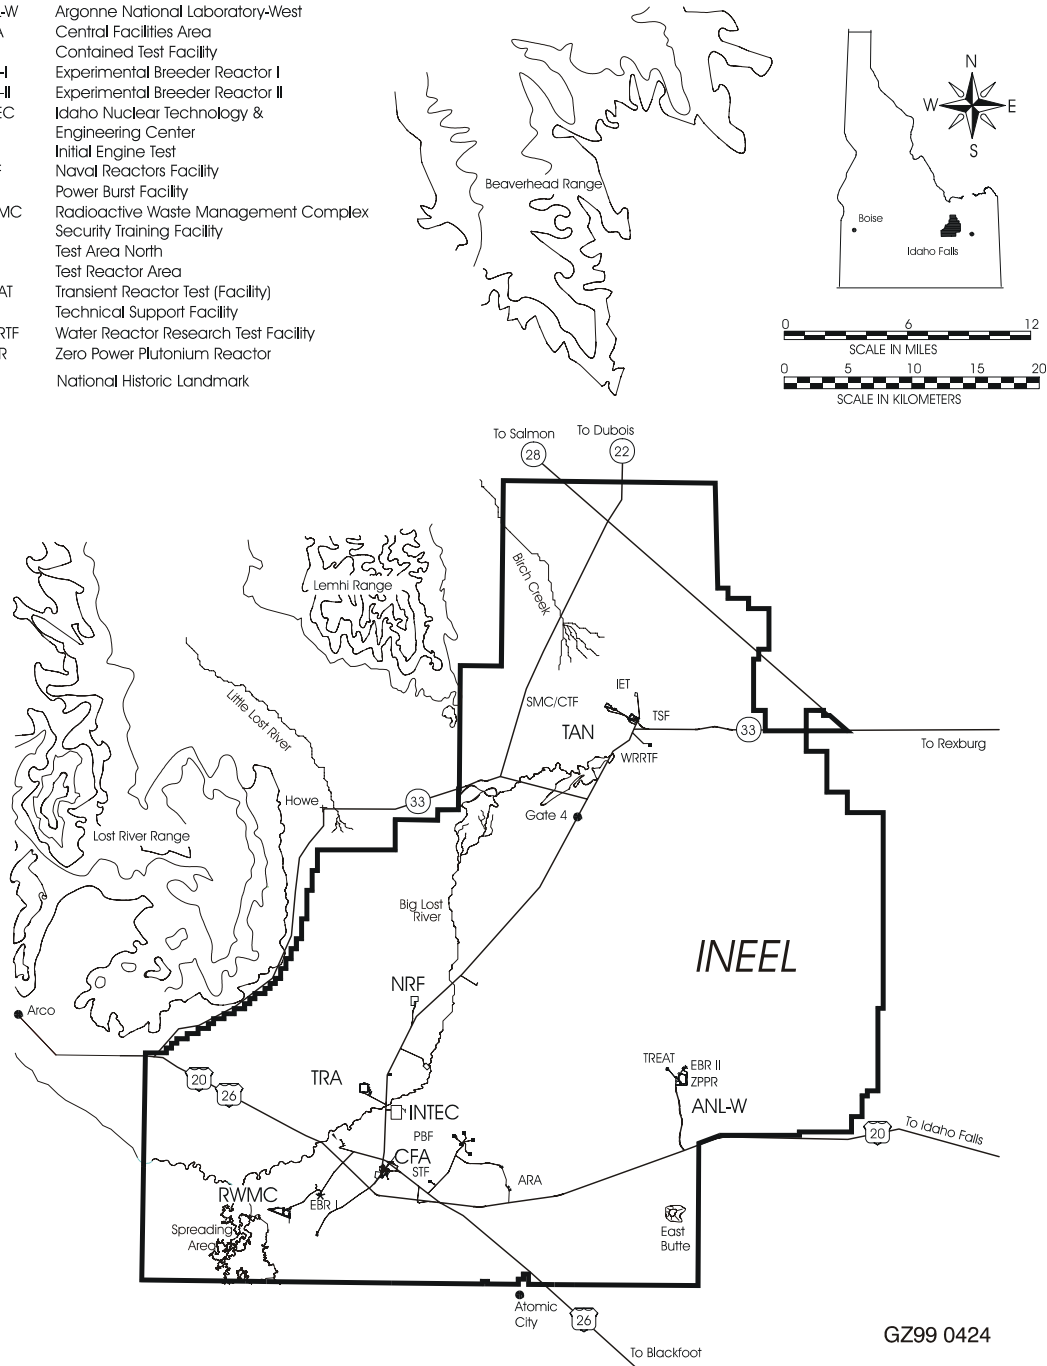 -W Argonne National Laboratory-West
A Central Facilities Area
Contained Test Facility
-I Experimental Breeder Reactor I
-II Experimental Breeder Reactor II
EC Idaho Nuclear Technology &
Engineering Center
Initial Engine Test
F Naval Reactors Facility
Power Burst Facility
MC Radioactive Waste Management Complex
Security Training Facility
Test Area North
Test Reactor Area
AT Transient Reactor Test (Facility)
Technical Support Facility
RTF Water Reactor Research Test Facility
R Zero Power Plutonium Reactor
National Historic Landmark
Beaverhead Range
N
W E
S
Boise
Idaho Falls
0 6 12
SCALE IN MILES
0 5 10 15 20
SCALE IN KILOMETERS
To Salmon
28
To Dubois
22
Birch Creek
Lemhi Range
Little Lost River
IET
SMC/CTF
TSF
TAN
33
To Rexburg
WRRTF
Howe
33
Gate 4
Lost River Range
Big Lost
River
INEEL
NRF
Arco
TREAT
EBR II
ZPPR
ANL-W
20
26
TRA
INTEC
PBF
CFA
STF
ARA
20
To Idaho Falls
RWMC
EBR I
Spreading
Area
East
Butte
Atomic
City
26
To Blackfoot
GZ99 0424